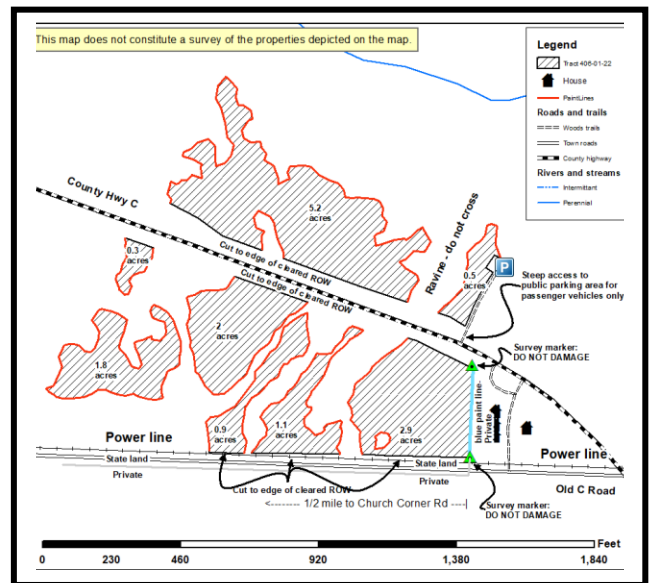 This map does not constitute a survey of the properties depicted on the map.
Legend
Tract 406-01-22
House
PaintLines
Roads and trails
Woods trails
Town roads
County highway
Rivers and streams
Intermittant
Perennial
County Hwy C
5.2
acres
Cut to edge of cleared ROW
Cut to edge of cleared ROW
Ravine - do not cross
0.3
acres
0.5
acres
P
Steep access to
public parking area for
passenger vehicles only
2
acres
1.8
acres
Survey marker:
DO NOT DAMAGE
blue paint line-
Private
0.9
acres
1.1
acres
2.9
acres
Power line
Power line
State land
State land
Private
Private
Cut to edge of cleared ROW
Old C Road
<-------- 1/2 mile to Church Corner Rd ----|
Survey marker:
DO NOT DAMAGE
Feet
0 230 460 920 1,380 1,840